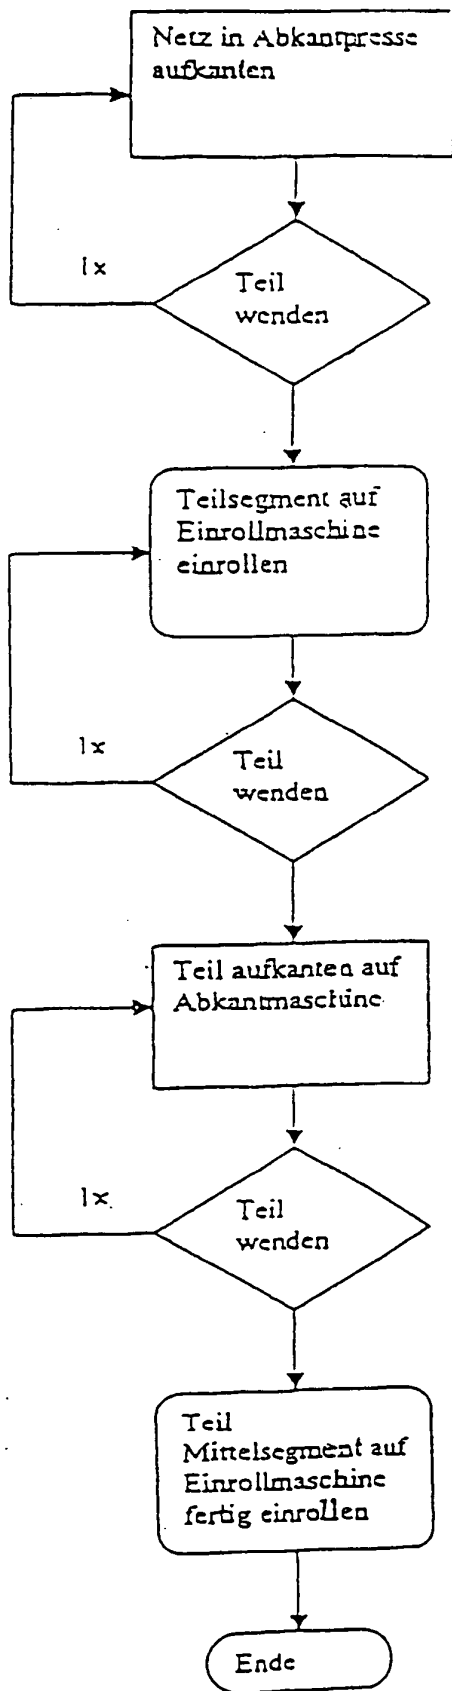 Netz in Abkantpresse
aufkanten
1x
Teil
wenden
Teilsegment auf
Einrollmaschine
einrollen
1x
Teil
wenden
Teil aufkanten auf
Abkantmaschine
1x
Teil
wenden
Teil
Mittelsegment auf
Einrollmaschine
fertig einrollen
Ende